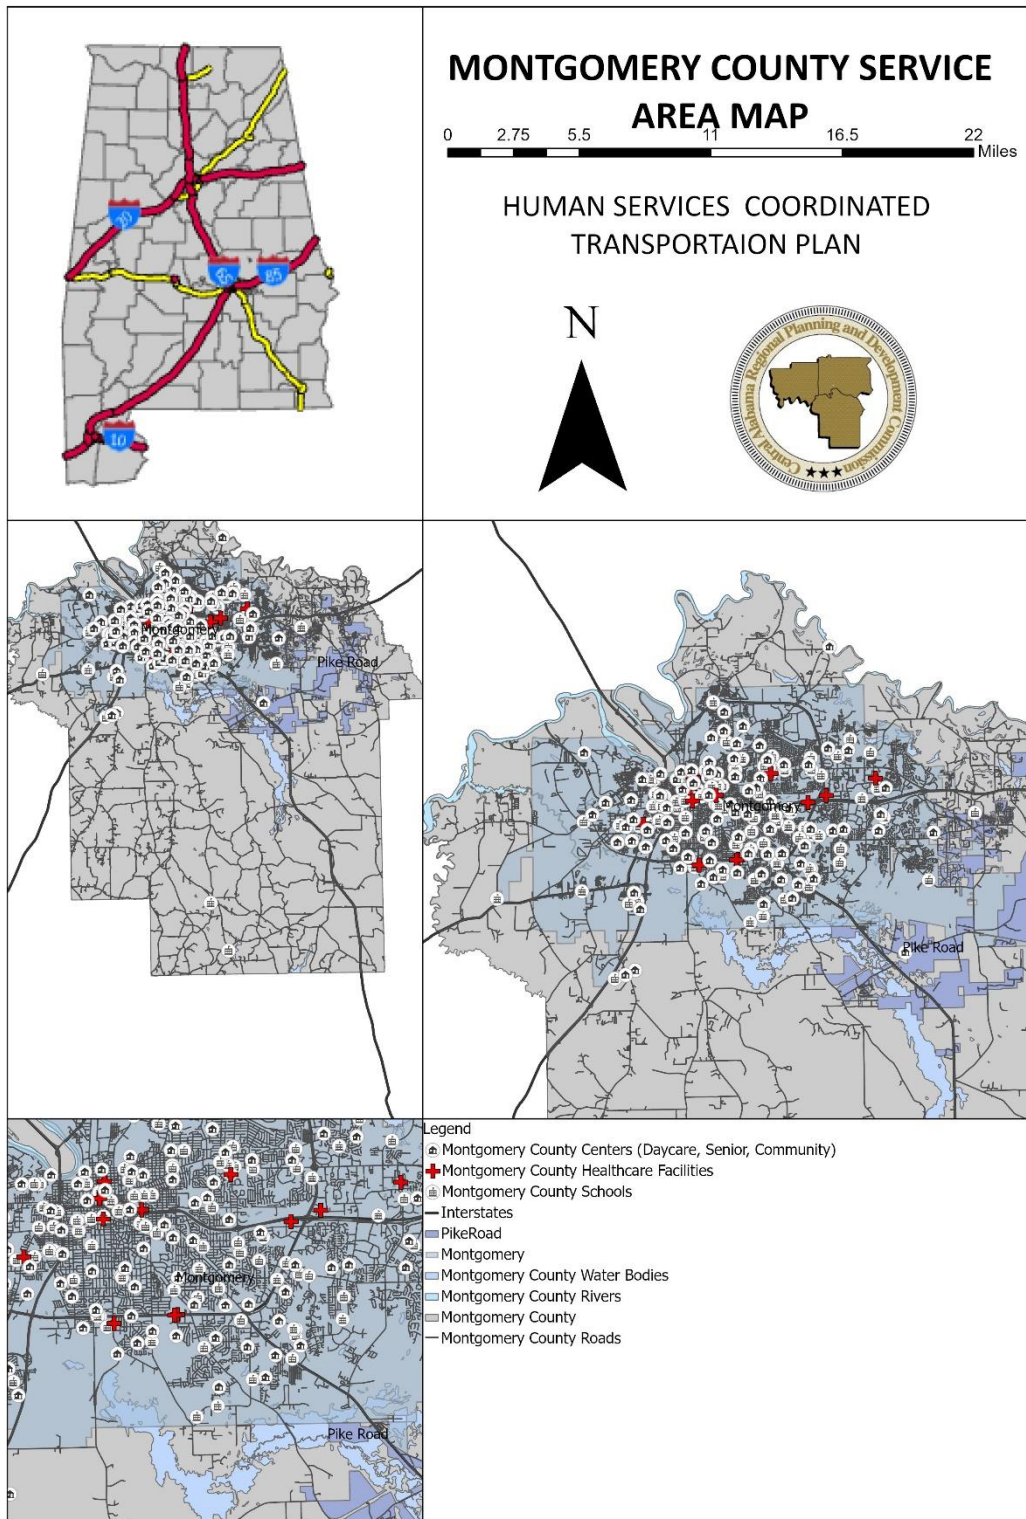 MONTGOMERY COUNTY SERVICE
AREA MAP
0 2.75 5.5 11 16.5 22
Miles
HUMAN SERVICES COORDINATED
TRANSPORTAION PLAN
N
Central Alabama Regional Planning and Development Commission
85
10
Montgomery
Pike Road
Montgomery
Pike Road
Montgomery
Pike Road
Legend
Montgomery County Centers (Daycare, Senior, Community)
Montgomery County Healthcare Facilities
Montgomery County Schools
Interstates
PikeRoad
Montgomery
Montgomery County Water Bodies
Montgomery County Rivers
Montgomery County
Montgomery County Roads